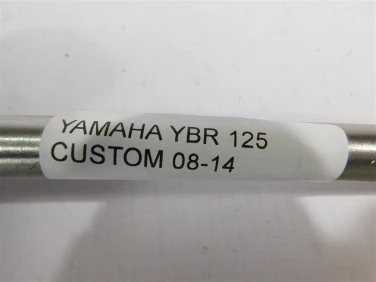 YAMAHA YBR 125
CUSTOM 08-14